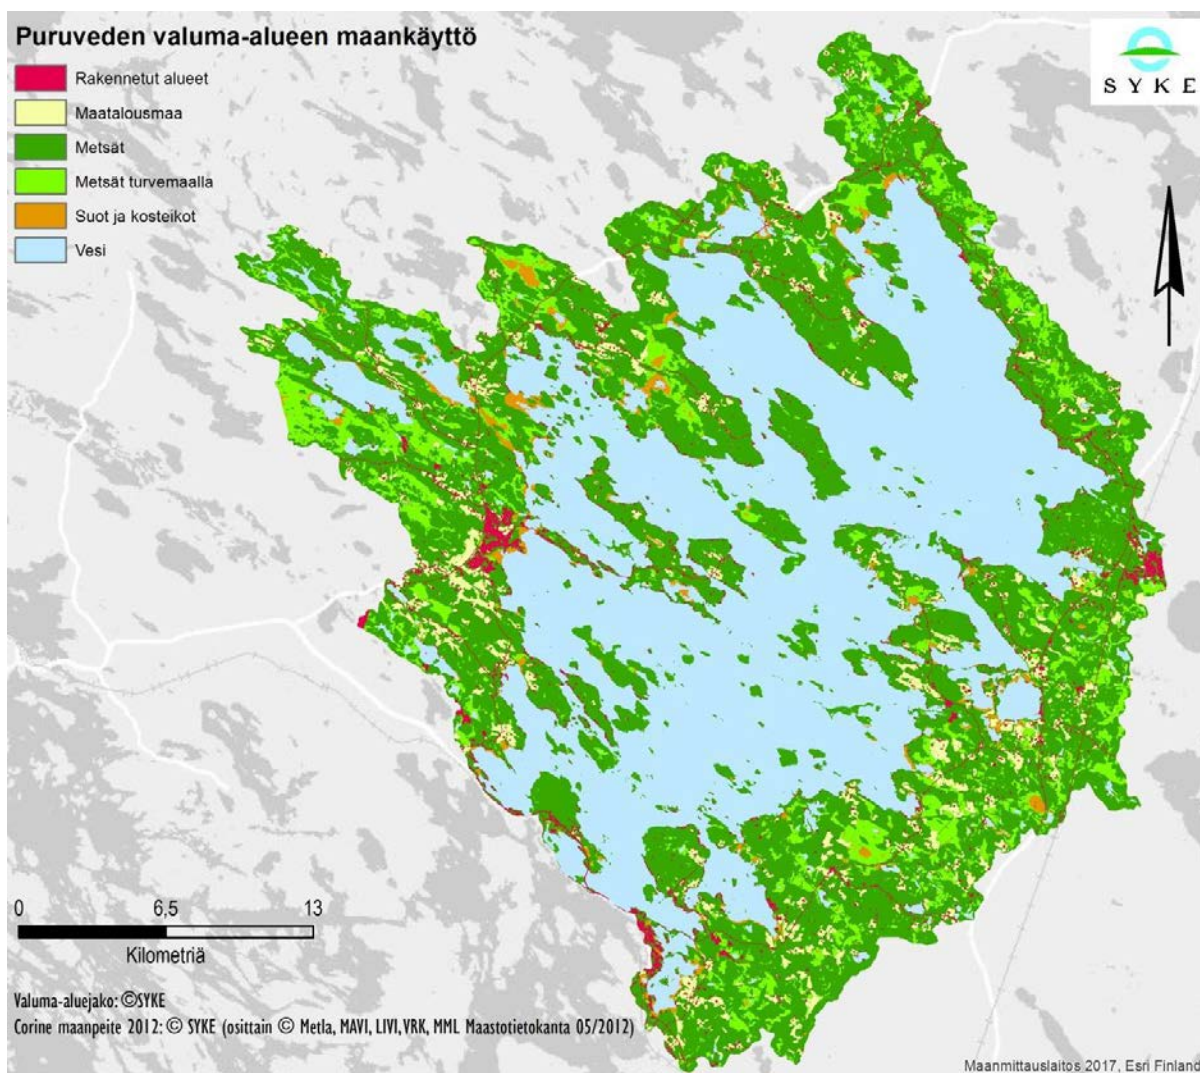 Puruveden valuma-alueen maankäyttö
Rakennetut alueet
Maatalousmaa
Metsät
Metsät turvemaalla
Suot ja kosteikot
Vesi
SYKE
0 6,5 13
Kilometriä
Valuma-aluejako: ©SYKE
Corine maanpeite 2012: © SYKE (osittain © Metla, MAVI, LIVI, VRK, MML Maastotietokanta 05/2012)
Maanmittauslaitos 2017, Esri Finland